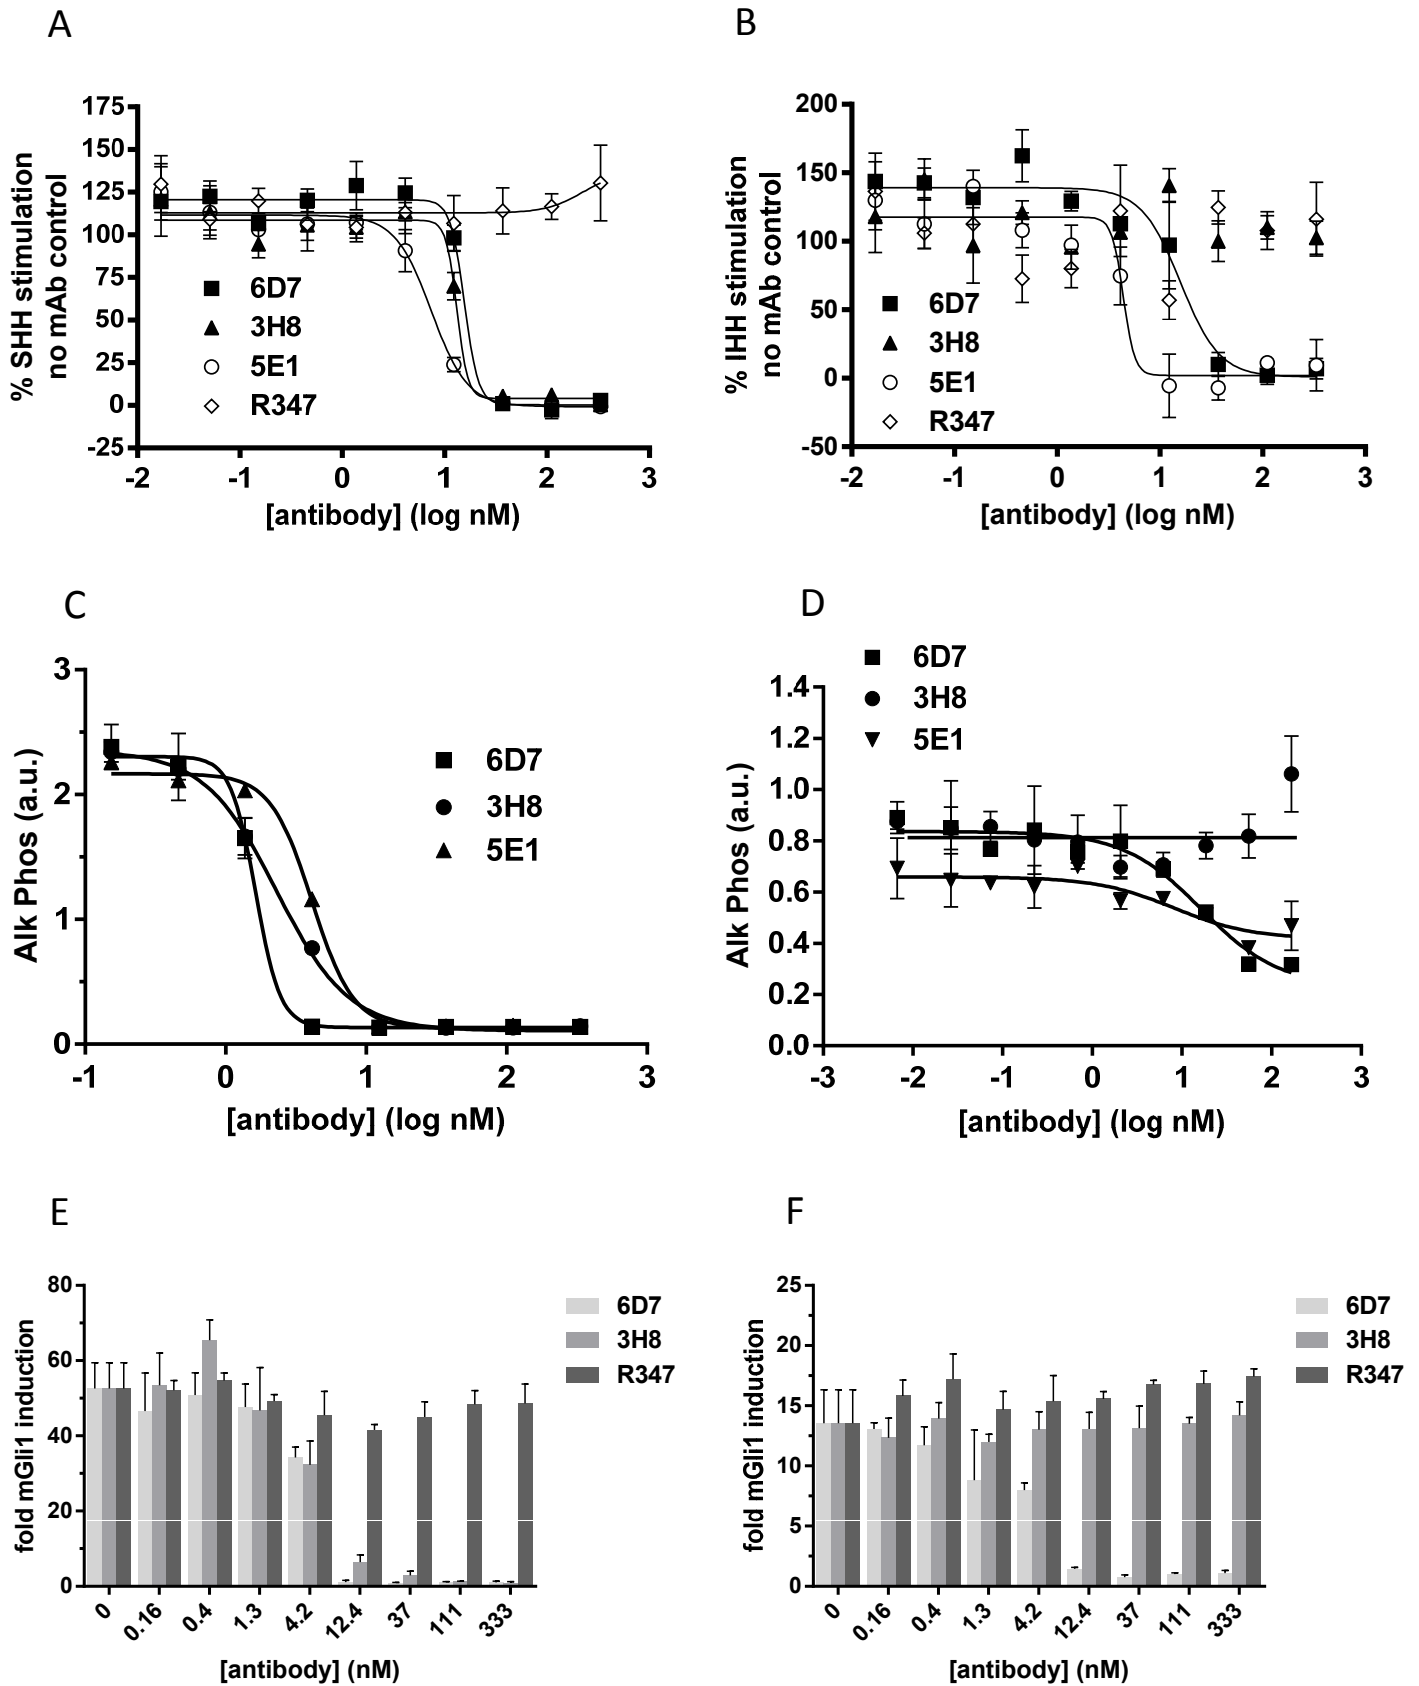 A
175
150
125
100
75
50
25
0
-25
% SHH stimulation
no mAb control
6D7
3H8
5E1
R347
-2 -1 0 1 2 3
[antibody] (log nM)
B
200
150
100
50
0
-50
% IHH stimulation
no mAb control
6D7
3H8
5E1
R347
-2 -1 0 1 2 3
[antibody] (log nM)
C
3
2
1
0
Alk Phos (a.u.)
6D7
3H8
5E1
-1 0 1 2 3
[antibody] (log nM)
D
6D7
3H8
5E1
1.4
1.2
1.0
0.8
0.6
0.4
0.2
0.0
Alk Phos (a.u.)
-3 -2 -1 0 1 2 3
[antibody] (log nM)
E
80
60
40
20
0
fold mGli1 induction
6D7
3H8
R347
0 0.16 0.4 1.3 4.2 12.4 37 111 333
[antibody] (nM)
F
25
20
15
10
5
0
fold mGli1 induction
6D7
3H8
R347
0 0.16 0.4 1.3 4.2 12.4 37 111 333
[antibody] (nM)